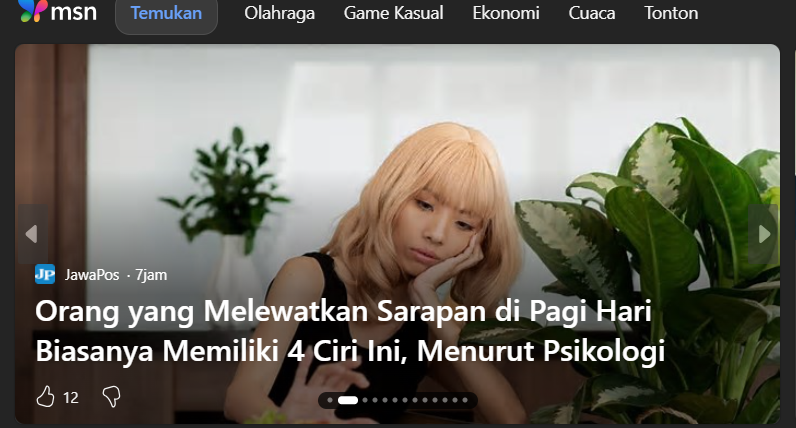 msn Temukan Olahraga Game Kasual Ekonomi Cuaca Tonton
JP JawaPos · 7jam
Orang yang Melewatkan Sarapan di Pagi Hari
Biasanya Memiliki 4 Ciri Ini, Menurut Psikologi
12